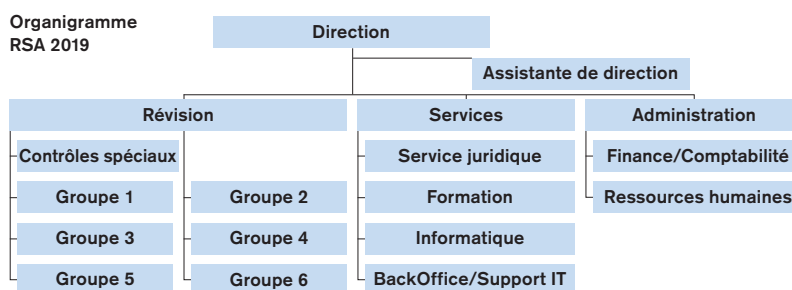 Organigramme
RSA 2019
Direction
Assistante de direction
Révision
Services
Administration
Contrôles spéciaux
Service juridique
Finance/Comptabilité
Groupe 1
Groupe 2
Formation
Ressources humaines
Groupe 3
Groupe 4
Informatique
Groupe 5
Groupe 6
BackOffice/Support IT